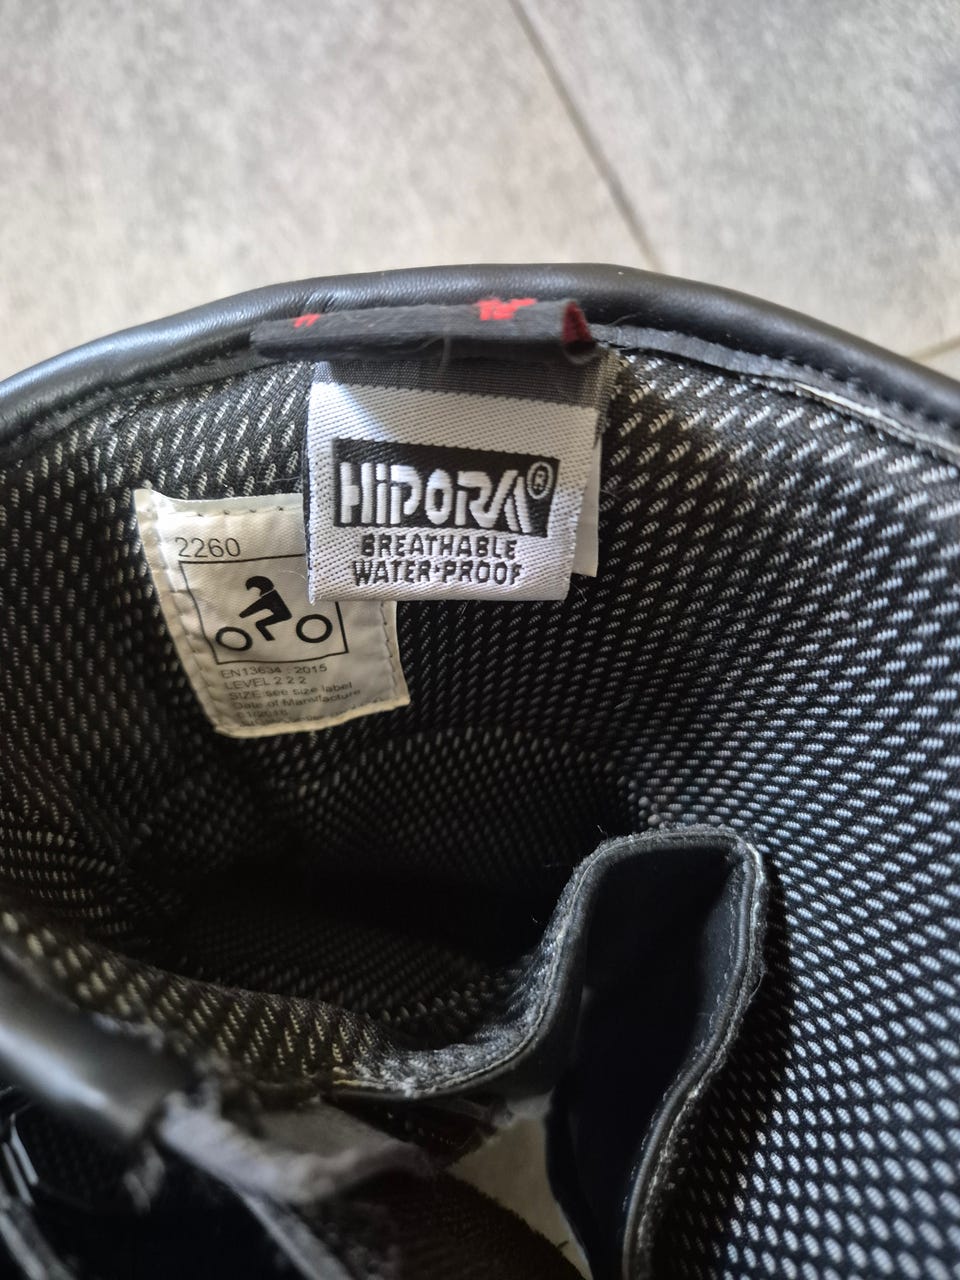 HiPORA®
BREATHABLE
WATER-PROOF
2260
EN13634 : 2015
LEVEL 2 2 2
SIZE:see size label
Date of Manufacture